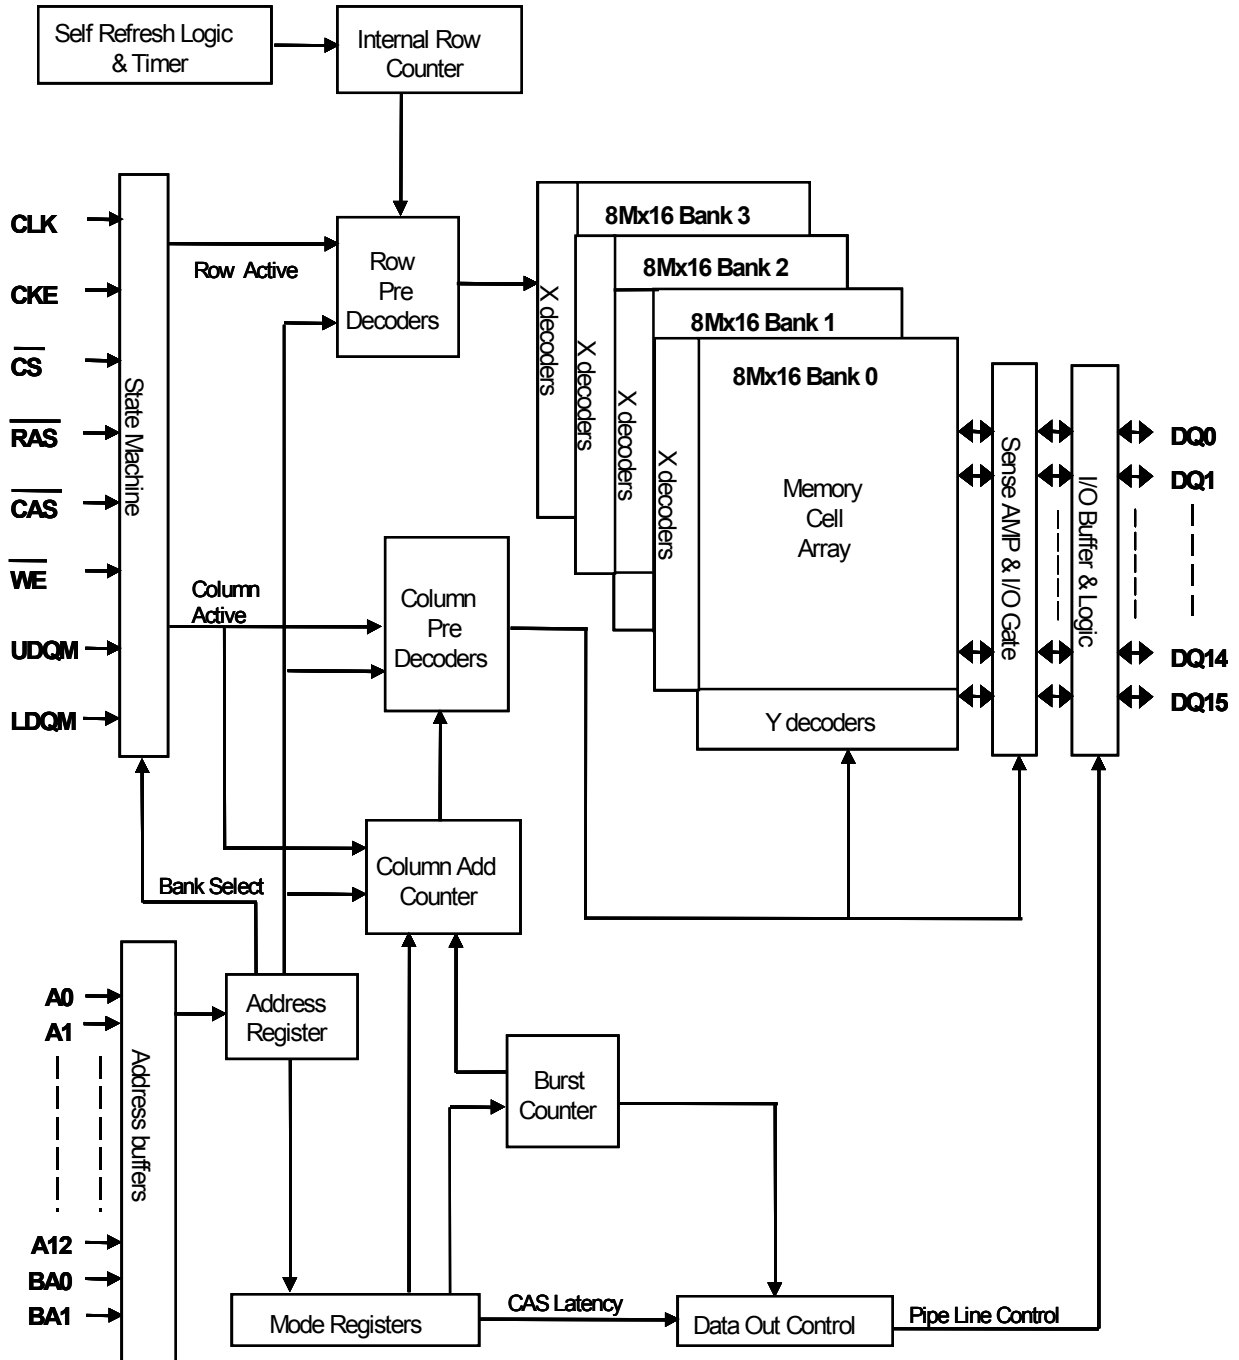 Self Refresh Logic
& Timer
Internal Row
Counter
CLK
CKE
CS
RAS
CAS
WE
UDQM
LDQM
State Machine
Row Active
Row
Pre
Decoders
8Mx16 Bank 3
8Mx16 Bank 2
8Mx16 Bank 1
8Mx16 Bank 0
X decoders
X decoders
X decoders
X decoders
Memory
Cell
Array
Y decoders
Sense AMP & I/O Gate
I/O Buffer & Logic
DQ0
DQ1
DQ14
DQ15
Column
Active
Column
Pre
Decoders
Column Add
Counter
Bank Select
A0
A1
A12
BA0
BA1
Address buffers
Address
Register
Burst
Counter
Mode Registers
CAS Latency
Data Out Control
Pipe Line Control